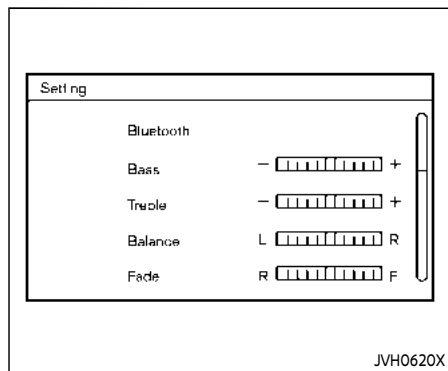 Setting
Bluetooth
Bass - +
Treble - +
Balance L R
Fade R F
JVH0620X